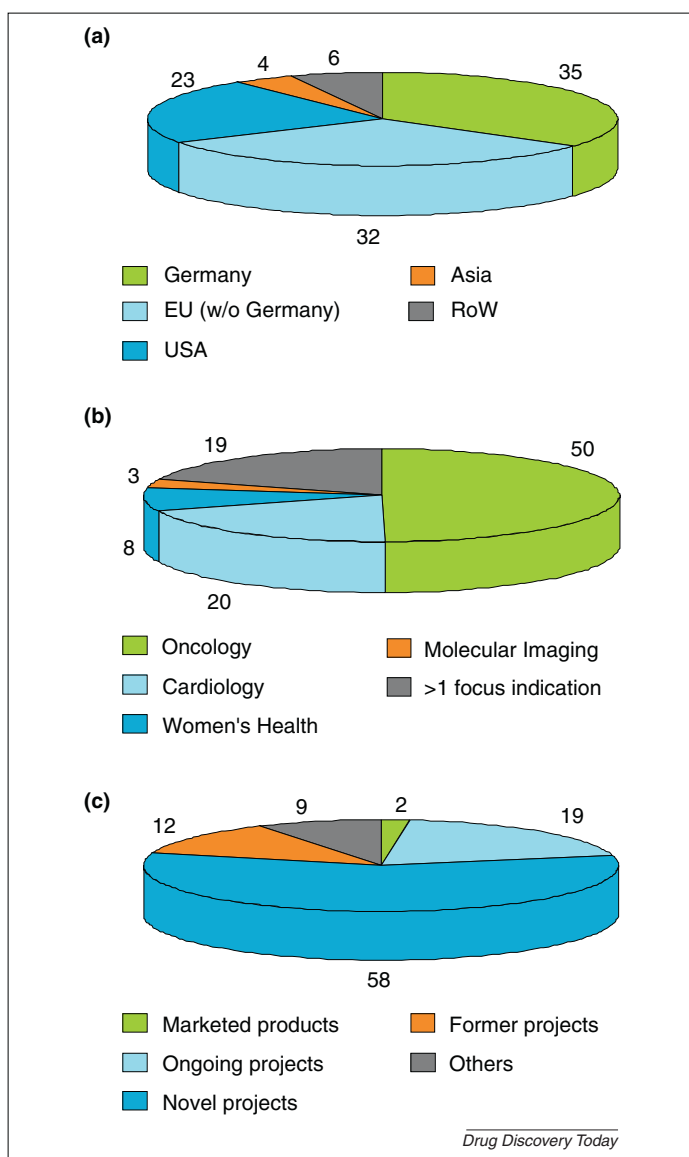 (a)
23 4 6 35
32
Germany Asia
EU (w/o Germany) RoW
USA
(b)
19 50
3
8
20
Oncology Molecular Imaging
Cardiology >1 focus indication
Women's Health
(c)
12 9 2 19
58
Marketed products Former projects
Ongoing projects Others
Novel projects
Drug Discovery Today